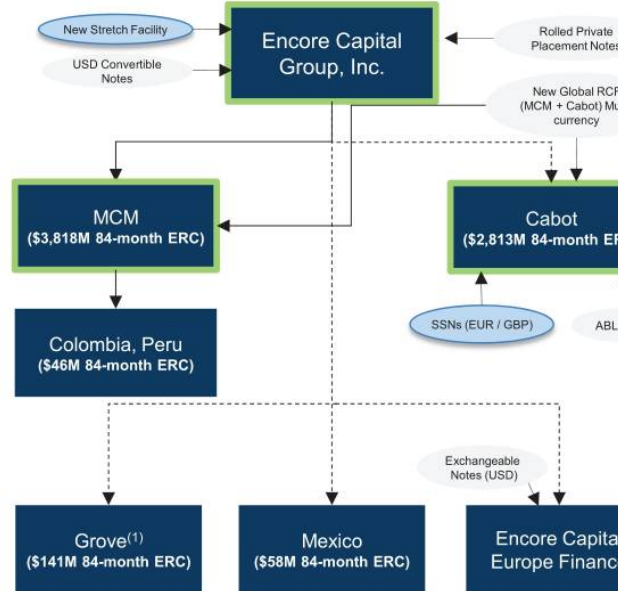 New Stretch Facility
USD Convertible
Notes
Encore Capital
Group, Inc.
Rolled Private
Placement Notes
New Global RCF
(MCM + Cabot)
currency
MCM
($3,818M 84-month ERC)
Cabot
($2,813M 84-month
SSNs (EUR / GBP)
ABL
Colombia, Peru
($46M 84-month ERC)
Exchangeable
Notes (USD)
Grove(1)
($141M 84-month ERC)
Mexico
($58M 84-month ERC)
Encore Capital
Europe Finance